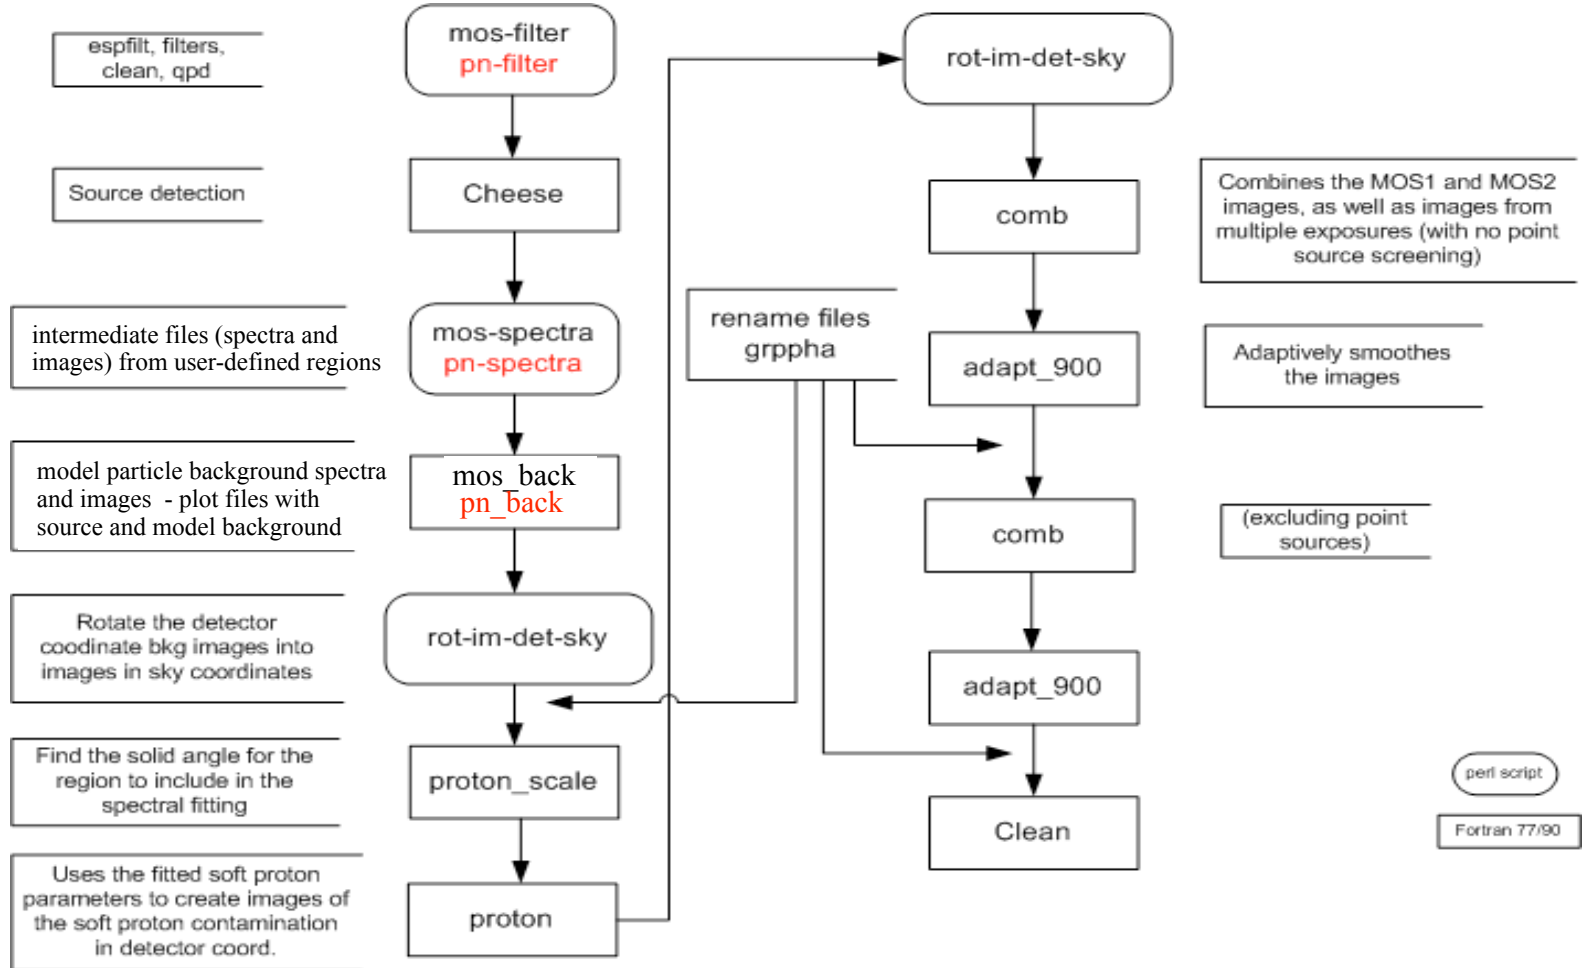 espfilt, filters,
clean, qpd
mos-filter
pn-filter
Source detection
Cheese
intermediate files (spectra and
images) from user-defined regions
mos-spectra
pn-spectra
model particle background spectra
and images  - plot files with
source and model background
mos_back
pn_back
Rotate the detector
coodinate bkg images into
images in sky coordinates
rot-im-det-sky
Find the solid angle for the
region to include in the
spectral fitting
proton_scale
Uses the fitted soft proton
parameters to create images of
the soft proton contamination
in detector coord.
proton
rename files
grppha
rot-im-det-sky
comb
Combines the MOS1 and MOS2
images, as well as images from
multiple exposures (with no point
source screening)
adapt_900
Adaptively smoothes
the images
comb
(excluding point
sources)
adapt_900
Clean
perl script
Fortran 77/90